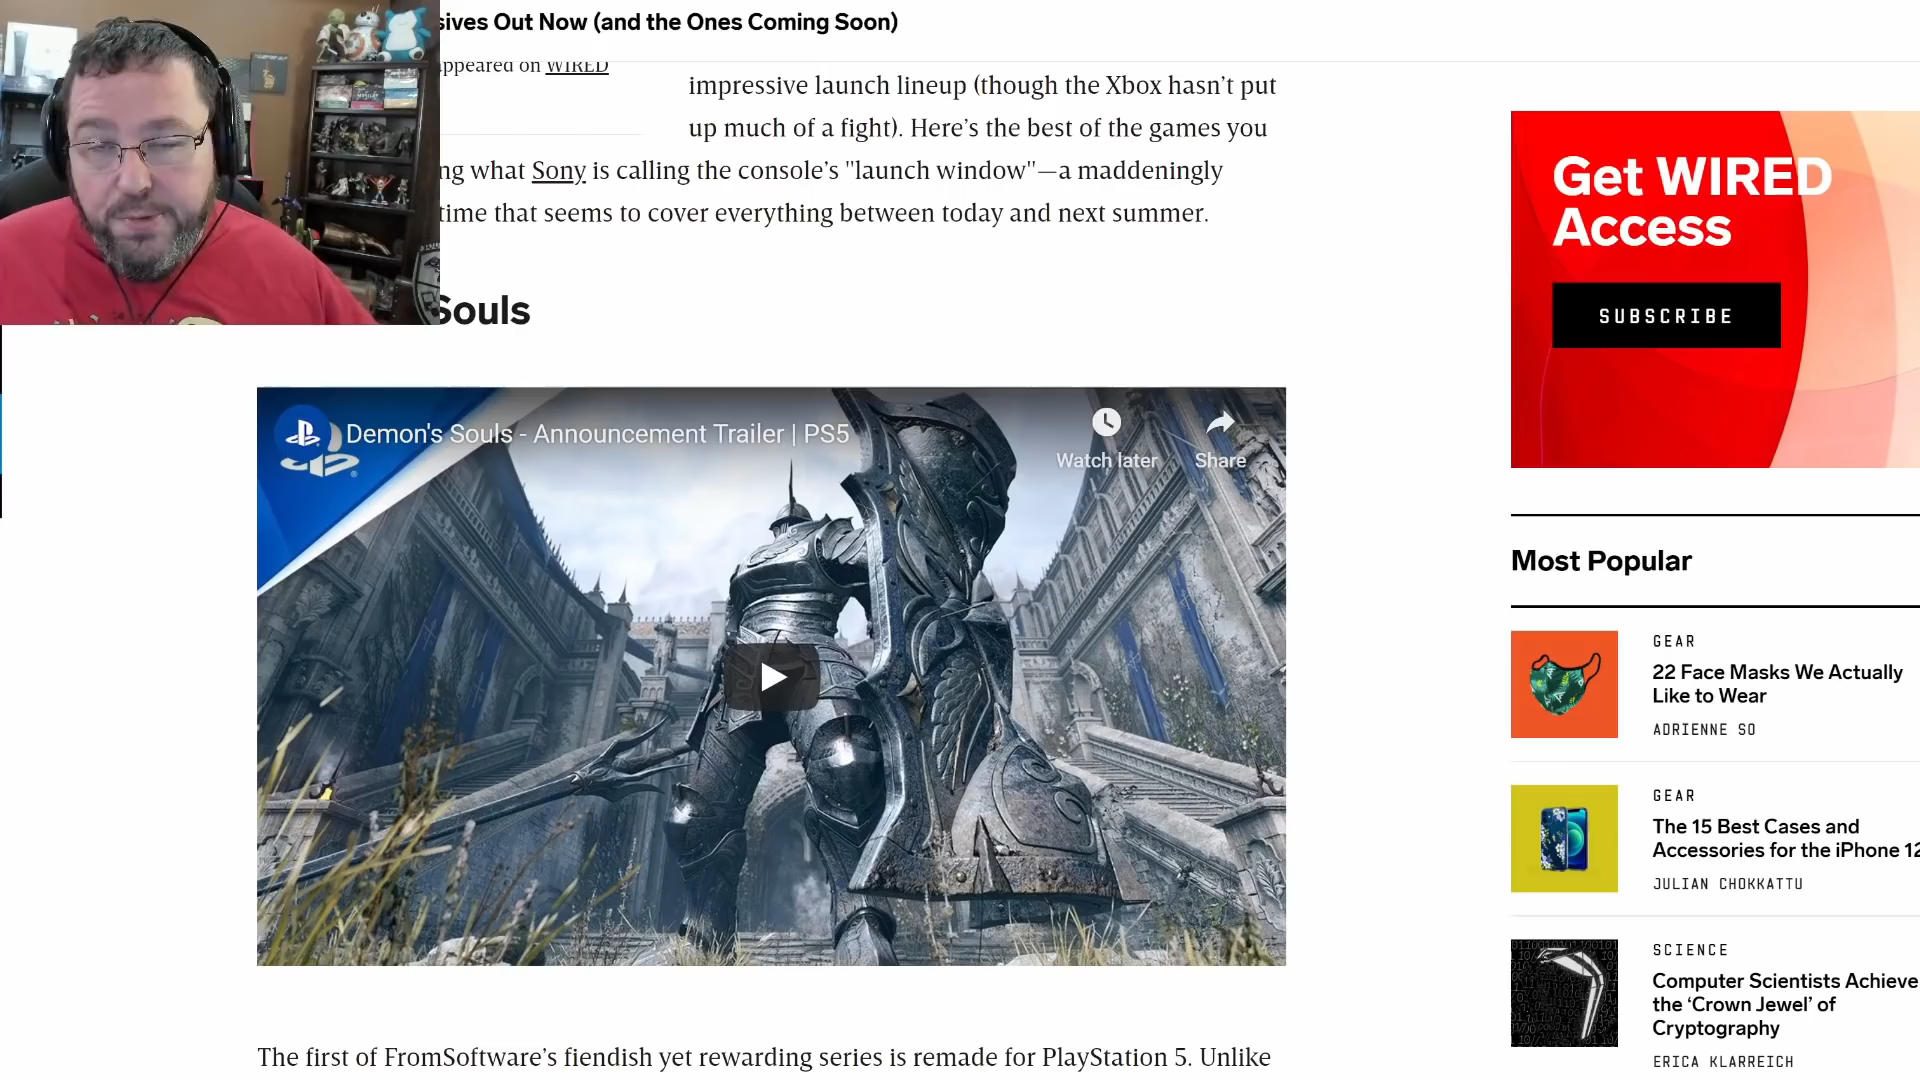 sives Out Now (and the Ones Coming Soon)
ppeared on WIRED
impressive launch lineup (though the Xbox hasn't put
up much of a fight). Here's the best of the games you
ng what Sony is calling the console's "launch window"—a maddeningly
time that seems to cover everything between today and next summer.
Souls
Demon's Souls - Announcement Trailer | PS5
Watch later
Share
The first of FromSoftware's fiendish yet rewarding series is remade for PlayStation 5. Unlike
Get WIRED
Access
SUBSCRIBE
Most Popular
GEAR
22 Face Masks We Actually
Like to Wear
ADRIENNE SO
GEAR
The 15 Best Cases and
Accessories for the iPhone 12
JULIAN CHOKKATTU
SCIENCE
Computer Scientists Achieve
the ‘Crown Jewel’ of
Cryptography
ERICA KLARREICH